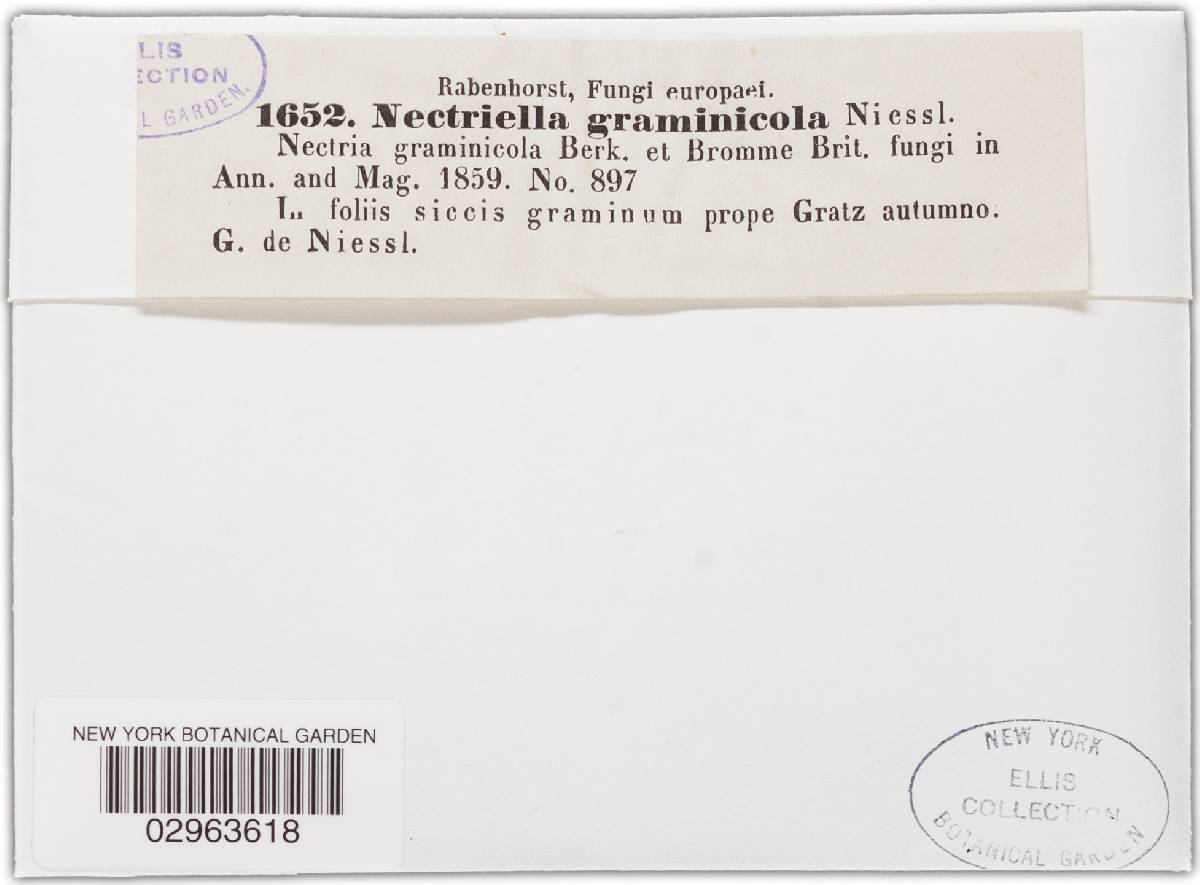 LLIS
ECTION
L GARDEN.
Rabenhorst, Fungi europaei.
1652. Nectriella graminicola Niessl.
Nectria graminicola Berk. et Bromme Brit. fungi in
Ann. and Mag. 1859. No. 897
In foliis siccis graminum prope Gratz autumno.
G. de Niessl.
NEW YORK BOTANICAL GARDEN
02963618
NEW YORK
ELLIS
COLLECTION
BOTANICAL GARDEN